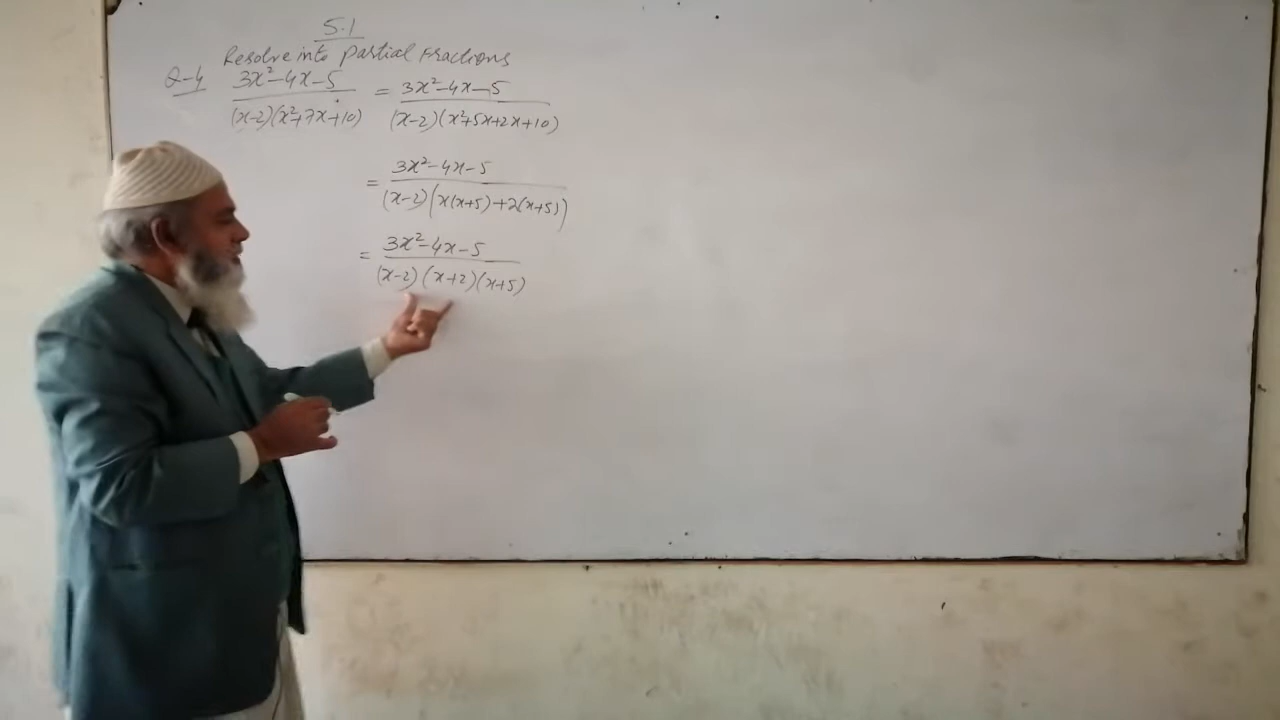 5.1
Resolve into Partial Fractions
Q-4 3x²-4x-5 / (x-2)(x²+7x+10) = 3x²-4x-5 / (x-2)(x²+5x+2x+10)
= 3x²-4x-5 / (x-2)(x(x+5)+2(x+5))
= 3x²-4x-5 / (x-2)(x+2)(x+5)